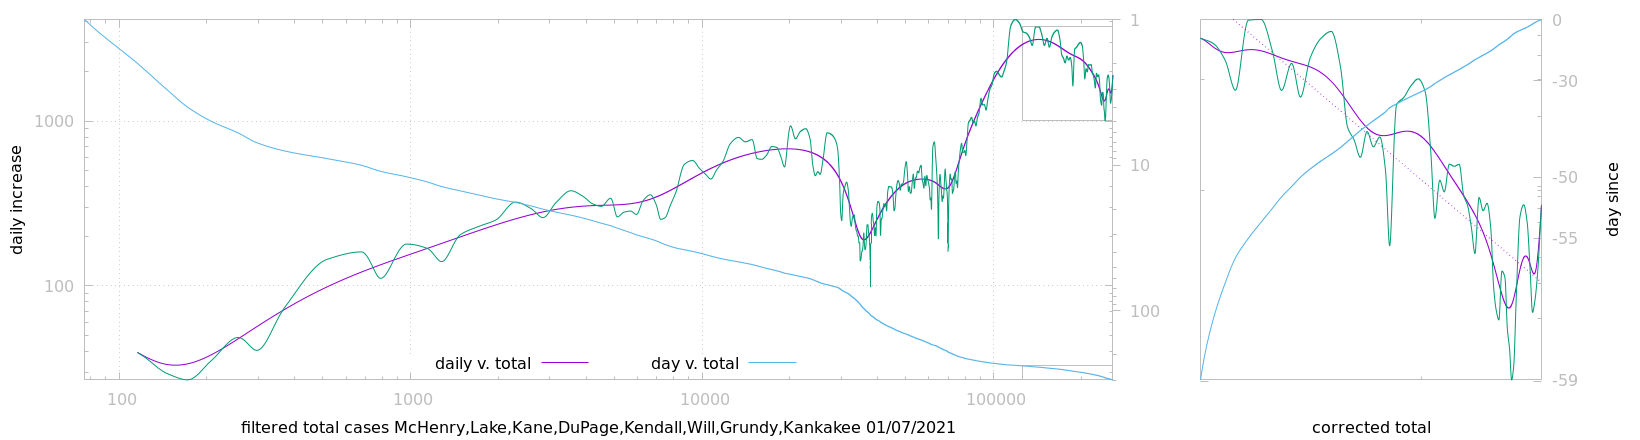 1000
100
daily increase
1
10
100
daily v. total
day v. total
100
1000
10000
100000
filtered total cases McHenry,Lake,Kane,DuPage,Kendall,Will,Grundy,Kankakee 01/07/2021
0
-30
-50
-55
-59
day since
corrected total